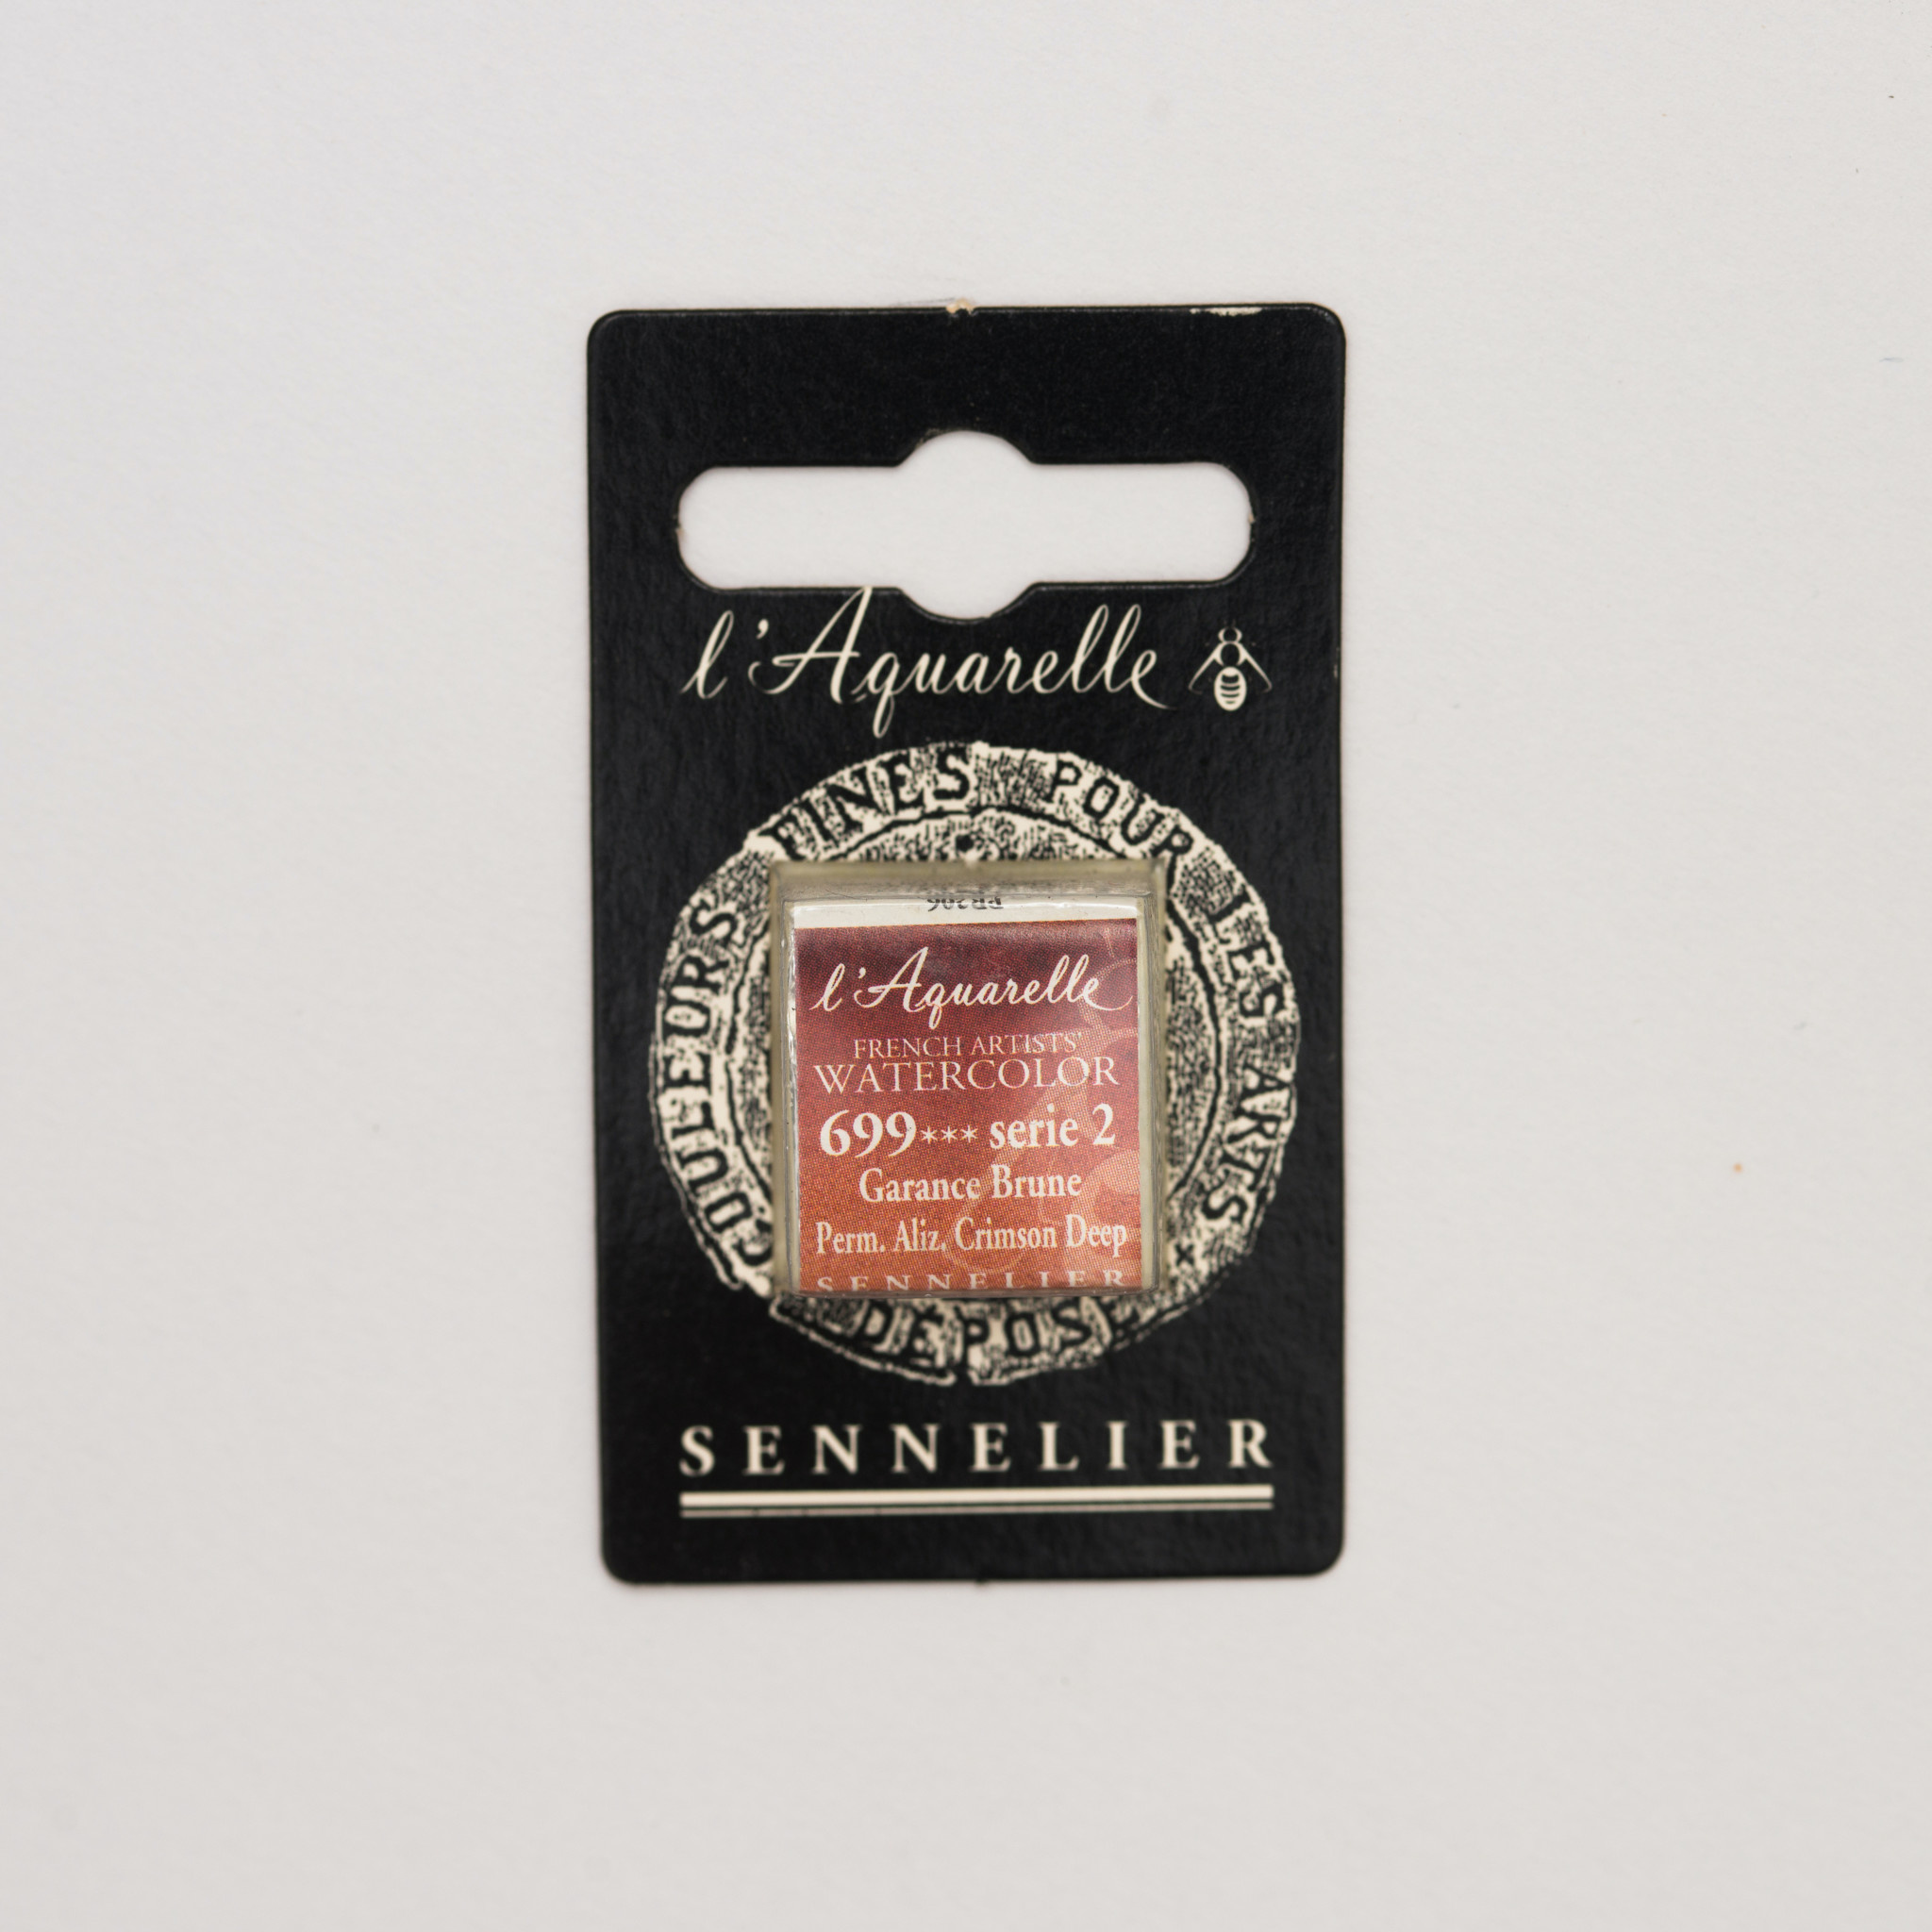 l'Aquarelle
COULEURS FINES POUR LES ARTS
PR206
l'Aquarelle
FRENCH ARTISTS'
WATERCOLOR
699*** serie 2
Garance Brune
Perm. Aliz. Crimson Deep
SENNELIER
DÉPOSÉ
SENNELIER